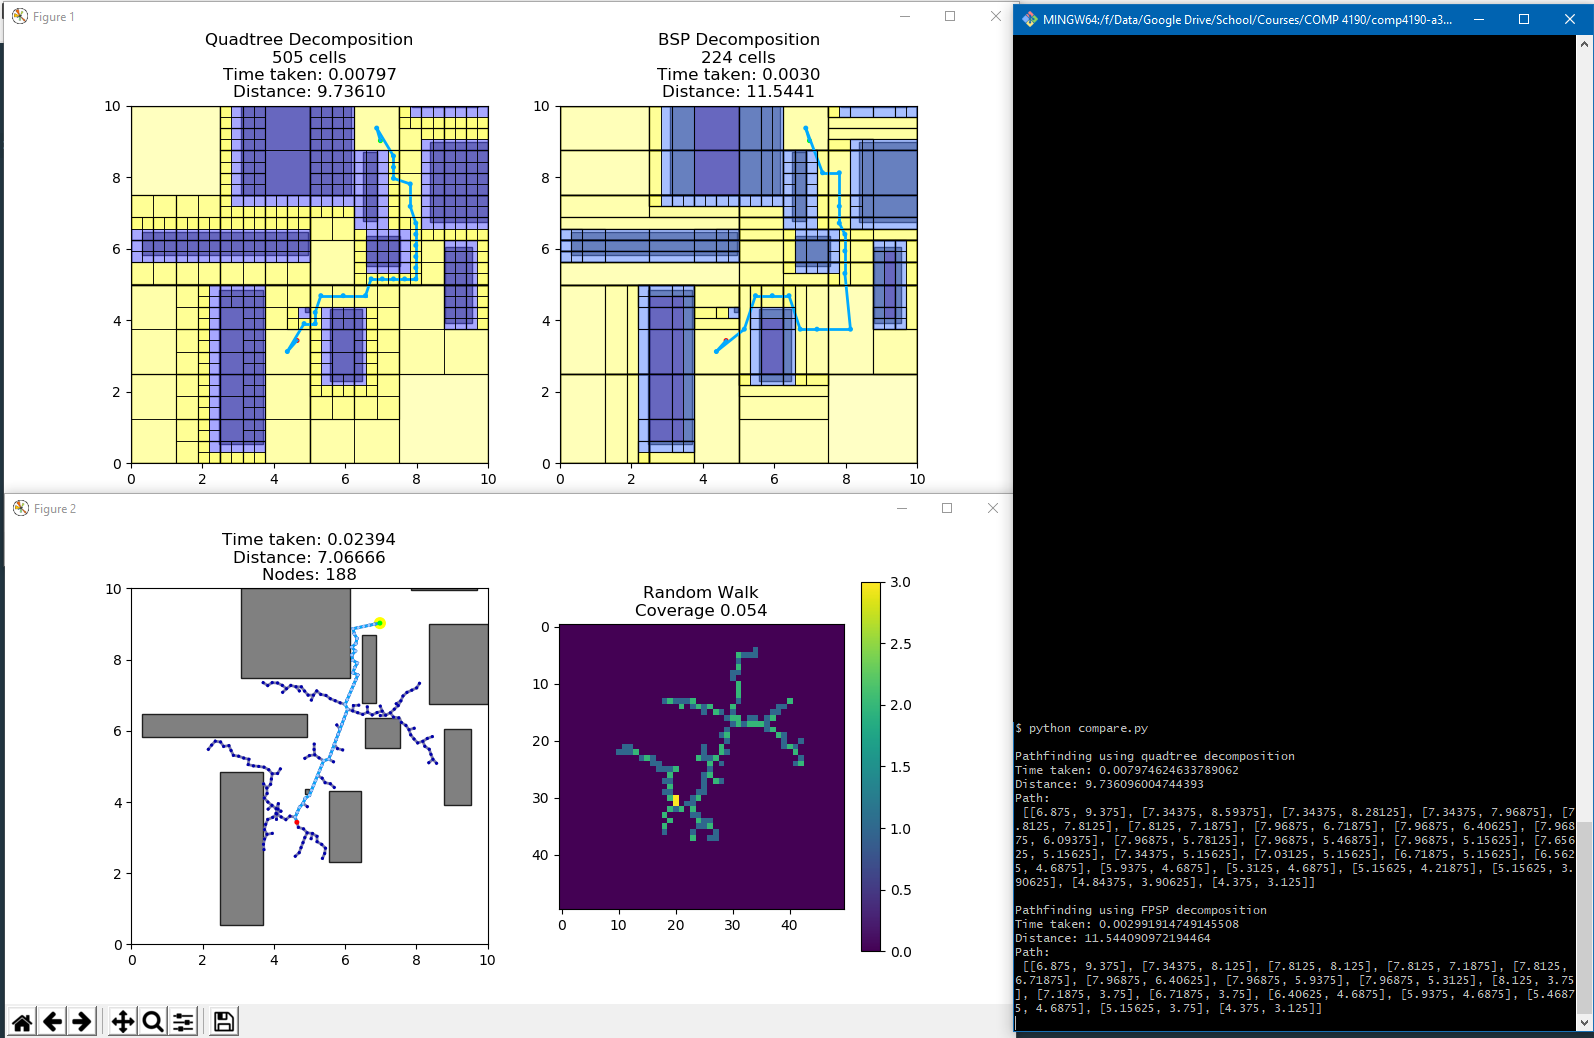 Figure 1
Quadtree Decomposition
505 cells
Time taken: 0.00797
Distance: 9.73610
10
8
6
4
2
0
0 2 4 6 8 10
BSP Decomposition
224 cells
Time taken: 0.0030
Distance: 11.5441
10
8
6
4
2
0
0 2 4 6 8 10
Figure 2
Time taken: 0.02394
Distance: 7.06666
Nodes: 188
10
8
6
4
2
0
0 2 4 6 8 10
Random Walk
Coverage 0.054
0
10
20
30
40
0 10 20 30 40
3.0
2.5
2.0
1.5
1.0
0.5
0.0
MINGW64:/f/Data/Google Drive/School/Courses/COMP 4190/comp4190-a3...
$ python compare.py
Pathfinding using quadtree decomposition
Time taken: 0.007974624633789062
Distance: 9.736096004744393
Path:
[[6.875, 9.375], [7.34375, 8.59375], [7.34375, 8.28125], [7.34375, 7.96875], [7
.8125, 7.8125], [7.8125, 7.1875], [7.96875, 6.71875], [7.96875, 6.40625], [7.968
75, 6.09375], [7.96875, 5.78125], [7.96875, 5.46875], [7.96875, 5.15625], [7.656
25, 5.15625], [7.34375, 5.15625], [7.03125, 5.15625], [6.71875, 5.15625], [6.562
5, 4.6875], [5.9375, 4.6875], [5.3125, 4.6875], [5.15625, 4.21875], [5.15625, 3.
90625], [4.84375, 3.90625], [4.375, 3.125]]
Pathfinding using FPSP decomposition
Time taken: 0.002991914749145508
Distance: 11.544090972194464
Path:
[[6.875, 9.375], [7.34375, 8.125], [7.8125, 8.125], [7.8125, 7.1875], [7.8125,
6.71875], [7.96875, 6.40625], [7.96875, 5.9375], [7.96875, 5.3125], [8.125, 3.75
], [7.1875, 3.75], [6.71875, 3.75], [6.40625, 4.6875], [5.9375, 4.6875], [5.4687
5, 4.6875], [5.15625, 3.75], [4.375, 3.125]]